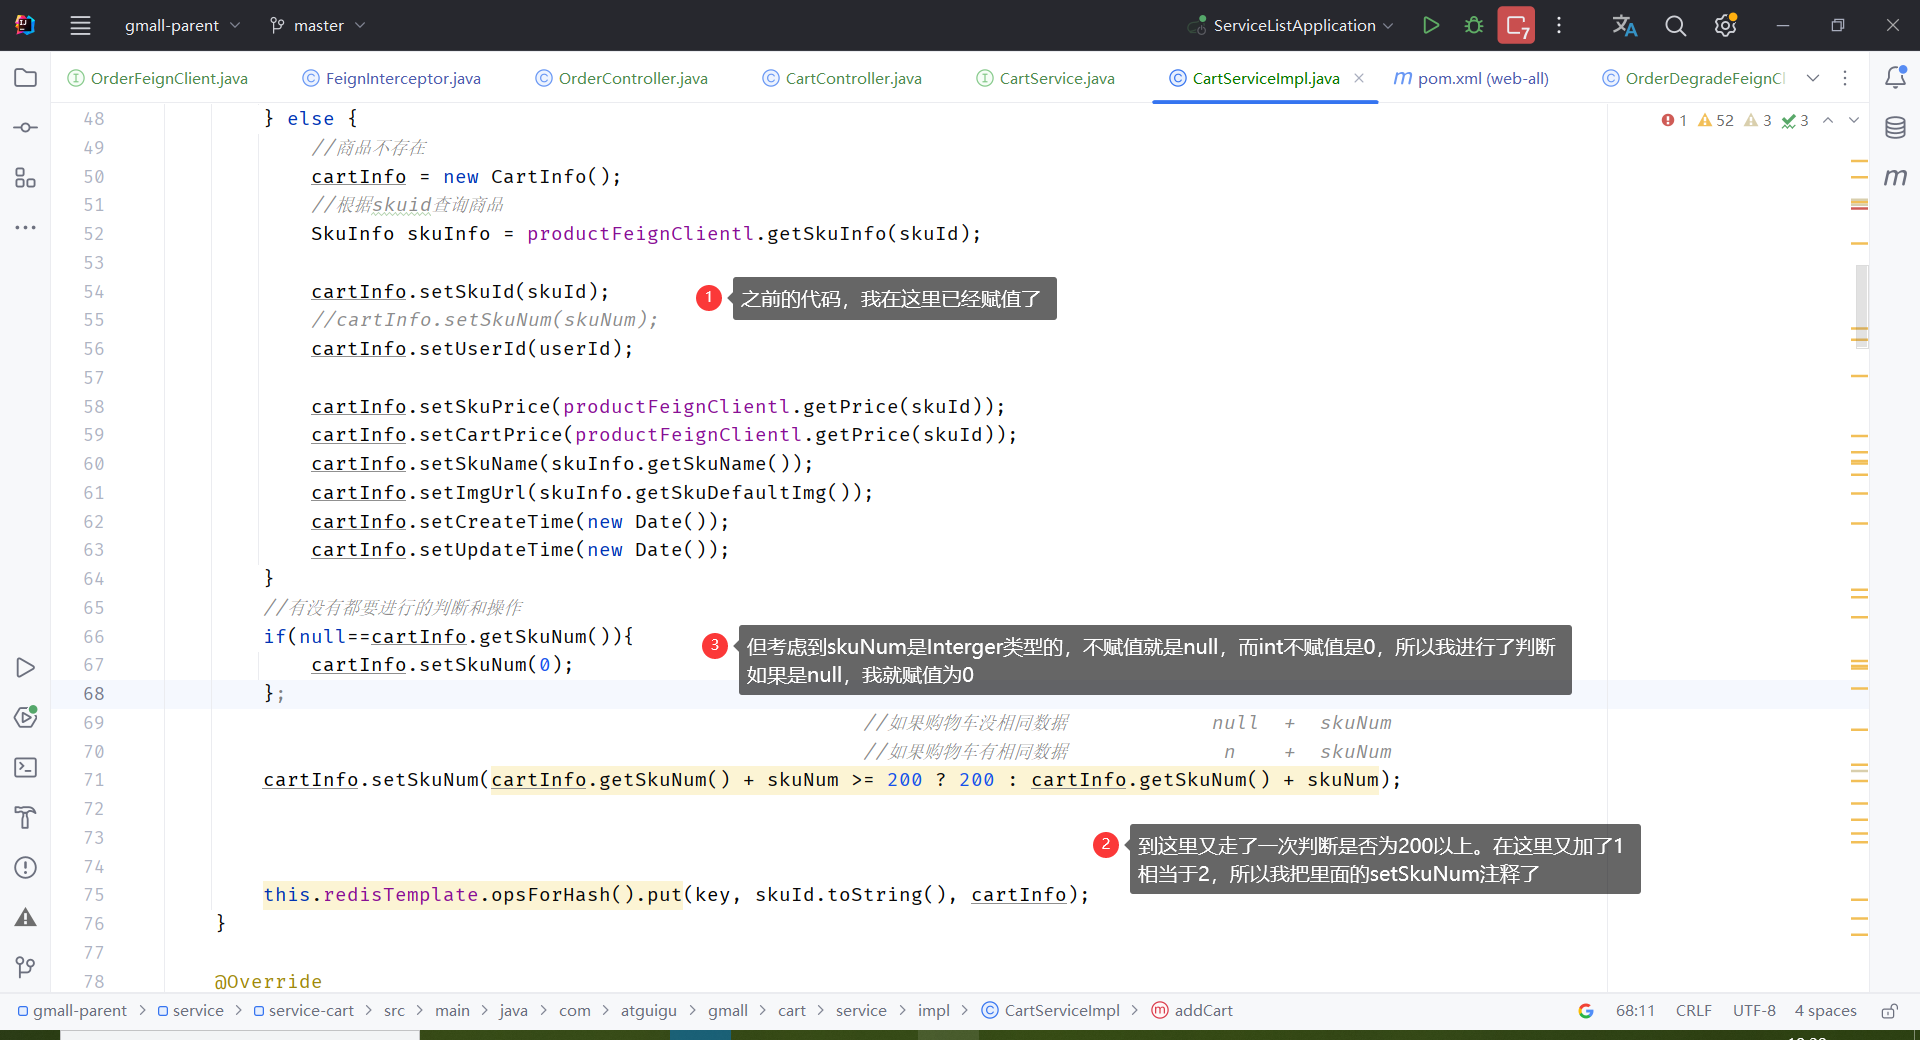 gmall-parent master ServiceListApplication 7
OrderFeignClient.java FeignInterceptor.java OrderController.java CartController.java CartService.java CartServiceImpl.java pom.xml (web-all) OrderDegradeFeignCl
1 52 3 3
48 } else {
49 //商品不存在
50 cartInfo = new CartInfo();
51 //根据skuid查询商品
52 SkuInfo skuInfo = productFeignClientl.getSkuInfo(skuId);
53
54 cartInfo.setSkuId(skuId);
1 之前的代码，我在这里已经赋值了
55 //cartInfo.setSkuNum(skuNum);
56 cartInfo.setUserId(userId);
57
58 cartInfo.setSkuPrice(productFeignClientl.getPrice(skuId));
59 cartInfo.setCartPrice(productFeignClientl.getPrice(skuId));
60 cartInfo.setSkuName(skuInfo.getSkuName());
61 cartInfo.setImgUrl(skuInfo.getSkuDefaultImg());
62 cartInfo.setCreateTime(new Date());
63 cartInfo.setUpdateTime(new Date());
64 }
65 //有没有都要进行的判断和操作
66 if(null==cartInfo.getSkuNum()){
3 但考虑到skuNum是Interger类型的，不赋值就是null，而int不赋值是0，所以我进行了判断
如果是null，我就赋值为0
67 cartInfo.setSkuNum(0);
68 };
69 //如果购物车没相同数据 null + skuNum
70 //如果购物车有相同数据 n + skuNum
71 cartInfo.setSkuNum(cartInfo.getSkuNum() + skuNum >= 200 ? 200 : cartInfo.getSkuNum() + skuNum);
72
73
2 到这里又走了一次判断是否为200以上。在这里又加了1
相当于2，所以我把里面的setSkuNum注释了
74
75 this.redisTemplate.opsForHash().put(key, skuId.toString(), cartInfo);
76 }
77
78 @Override
gmall-parent > service > service-cart > src > main > java > com > atguigu > gmall > cart > service > impl > CartServiceImpl > addCart 68:11 CRLF UTF-8 4 spaces